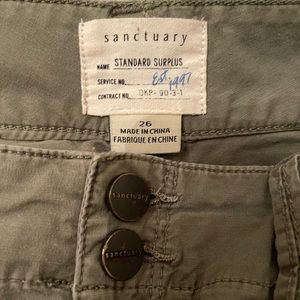 sanctuary
NAME STANDARD SURPLUS
SERVICE NO. Est. 1997
CONTRACT NO. DKP-90-3-1
26
MADE IN CHINA
FABRIQUE EN CHINE
sanctuary
sanctuary